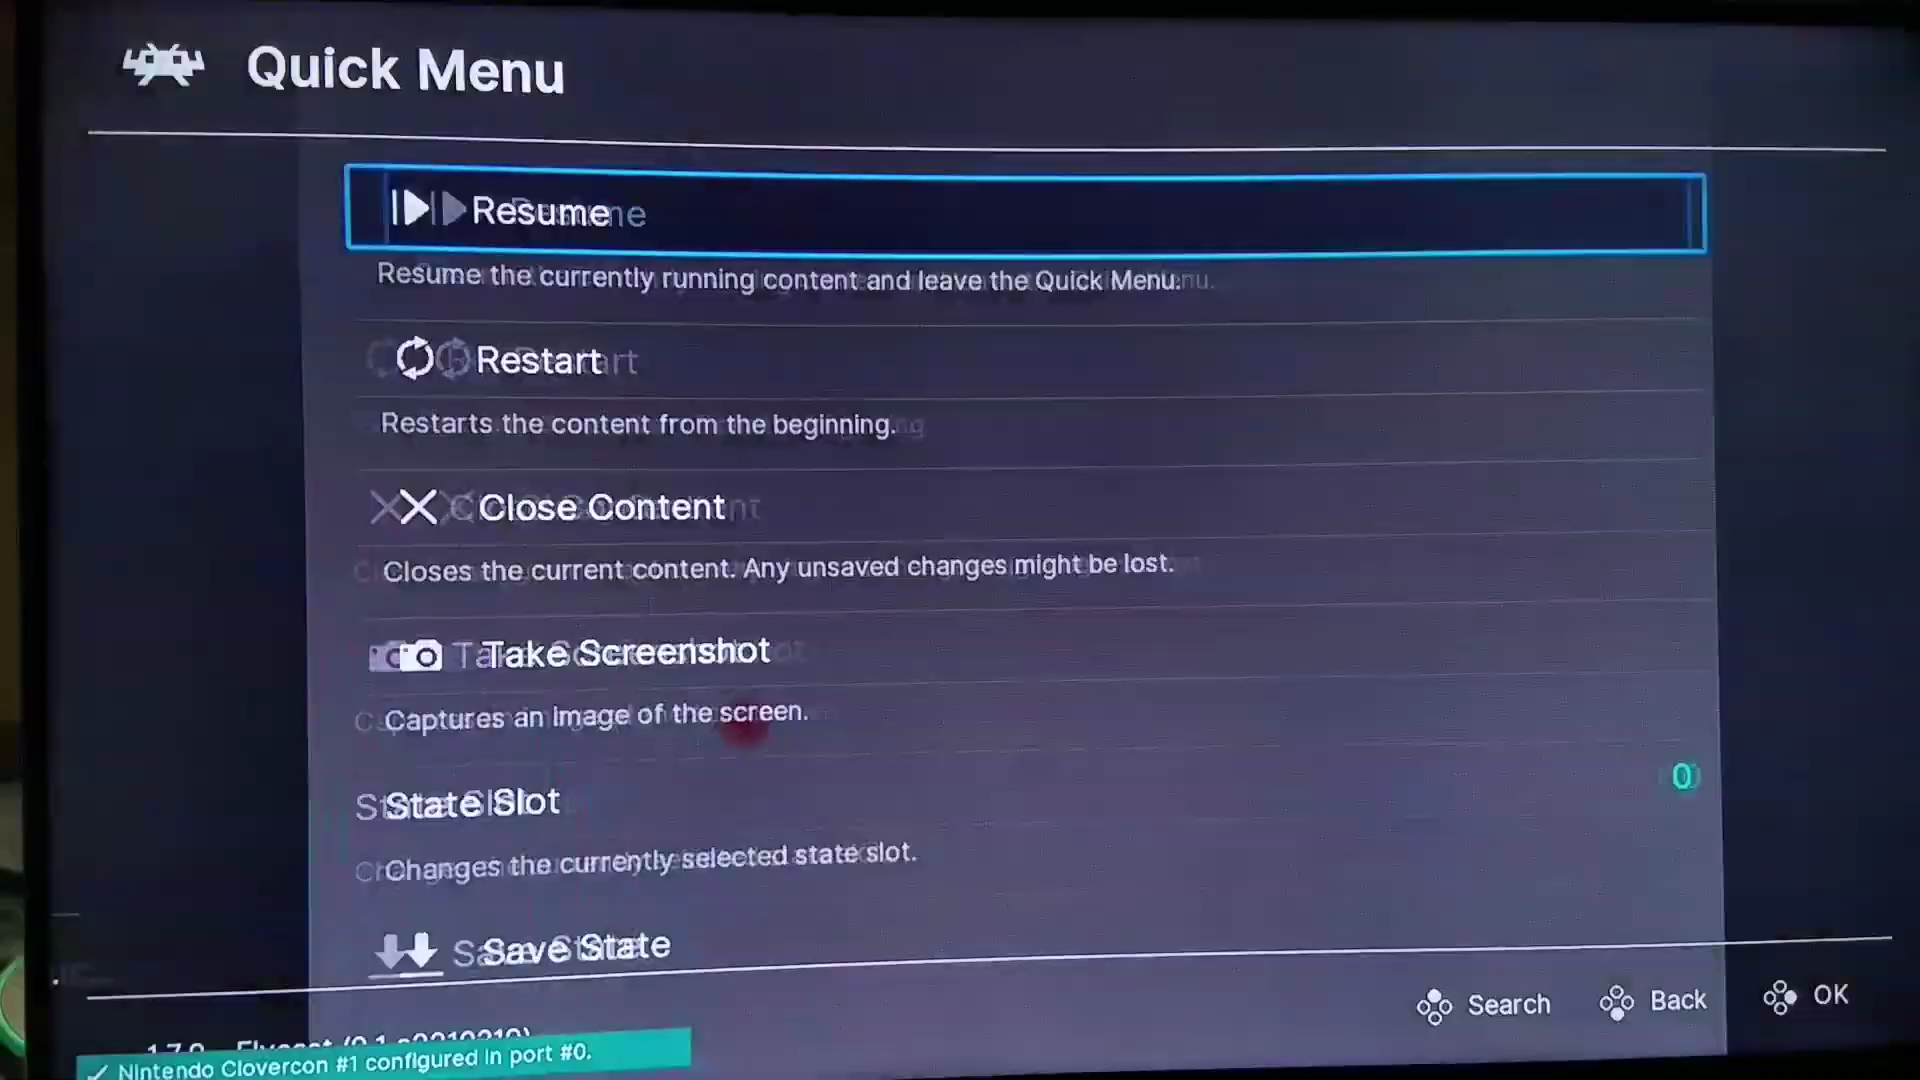 Quick Menu
Resume
Resume the currently running content and leave the Quick Menu.
Restart
Restarts the content from the beginning.
Close Content
Closes the current content. Any unsaved changes might be lost.
Take Screenshot
Captures an image of the screen.
State Slot
0
Changes the currently selected state slot.
Save State
Search
Back
OK
Nintendo Clovercon #1 configured in port #0.